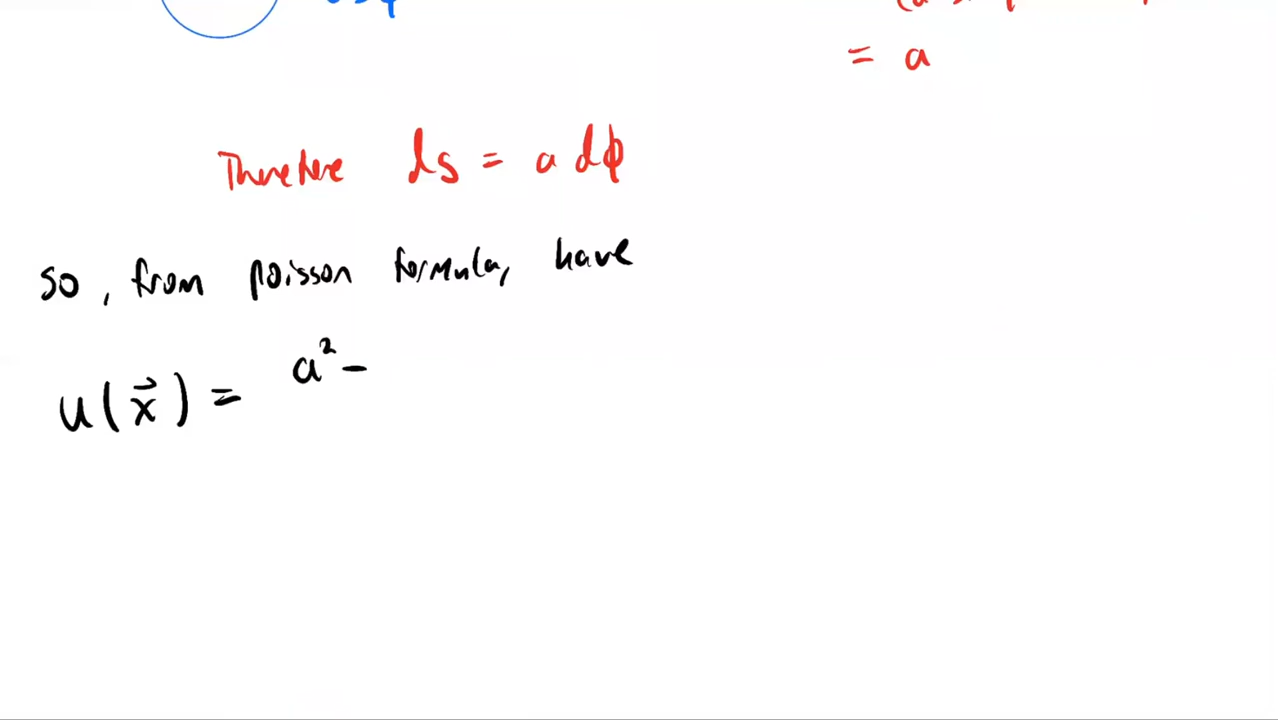 = a
Therefore ds = a dϕ
So, from poisson formula, have
u(x⃗) = a² −